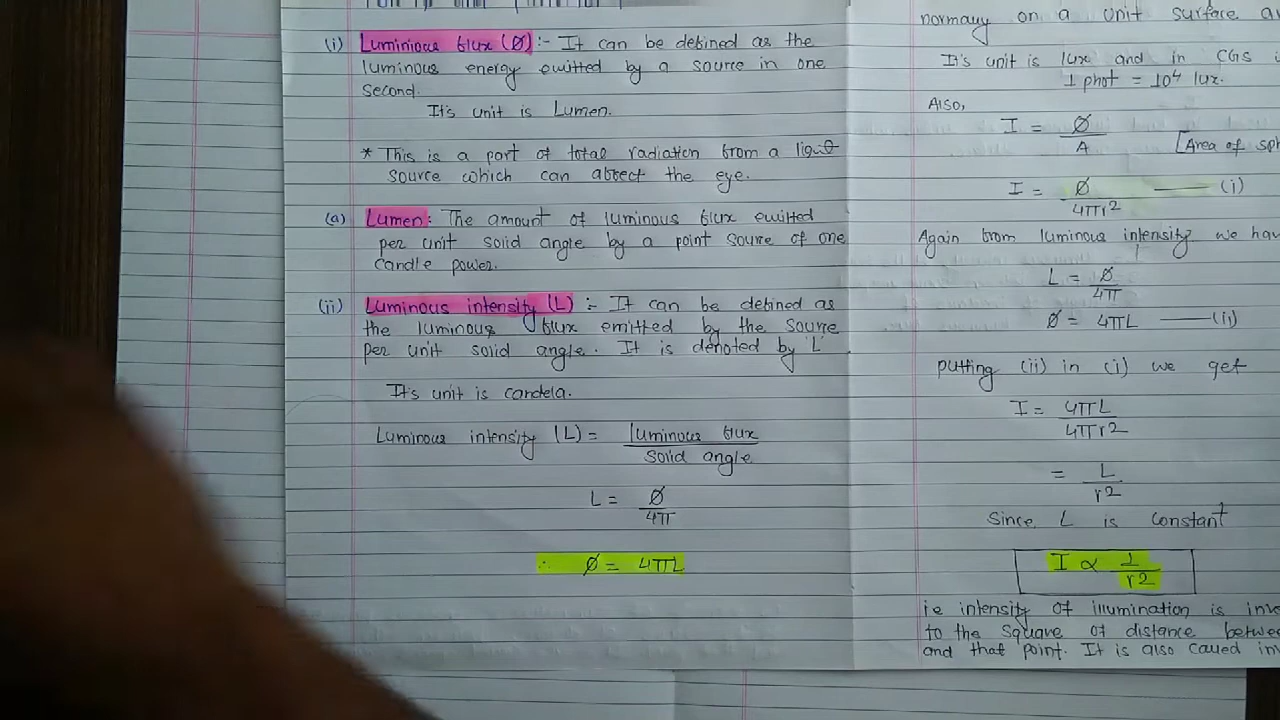 (i) Luminious flux (Ø) :- It can be defined as the
luminous energy emitted by a source in one
second.
It's unit is Lumen.
* This is a part of total radiation from a light
source which can affect the eye.
(a) Lumen: The amount of luminous flux emitted
per unit solid angle by a point source of one
candle power.
(ii) Luminous intensity (L) :- It can be defined as
the luminous flux emitted by the source
per unit solid angle. It is denoted by 'L'
It's unit is candela.
Luminous intensity (L) = luminous flux
solid angle
L = Ø
4π
∴ Ø = 4πL
normally on a unit surface
It's unit is lux and in CGS
1 phot = 10⁴ lux.
Also,
I = Ø
A
[Area of
I = Ø —— (i)
4πr2
Again from luminous intensity we
L = Ø
4π
Ø = 4πL —— (ii)
putting (ii) in (i) we get
I = 4πL
4πr2
= L
r2
Since, L is constant
I ∝ 1
r2
i.e intensity of illumination is
to the square of distance
and that point. It is also called